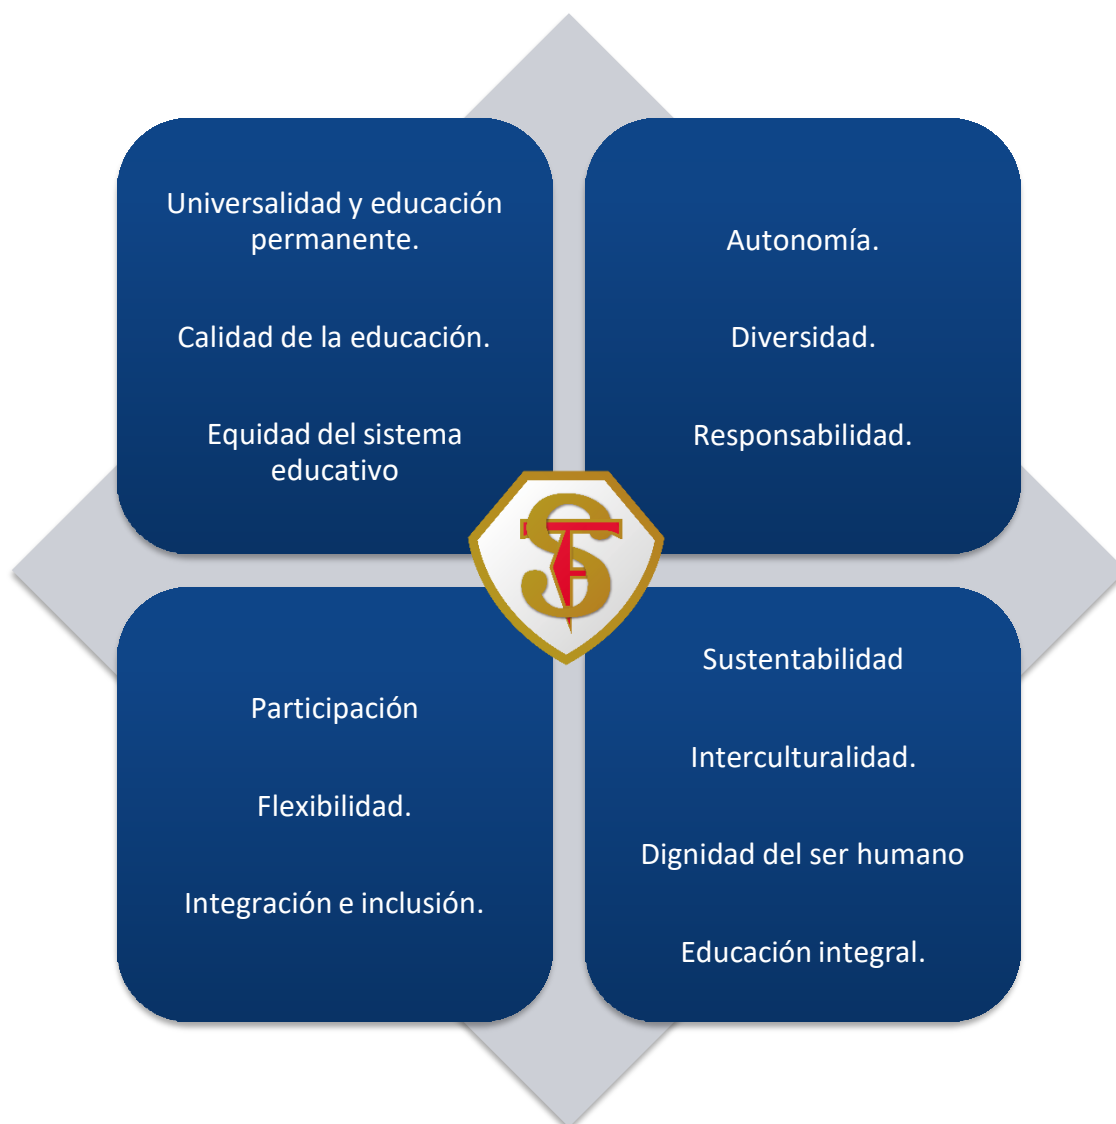 Universalidad y educación
permanente.
Calidad de la educación.
Equidad del sistema
educativo
Autonomía.
Diversidad.
Responsabilidad.
Participación
Flexibilidad.
Integración e inclusión.
Sustentabilidad
Interculturalidad.
Dignidad del ser humano
Educación integral.